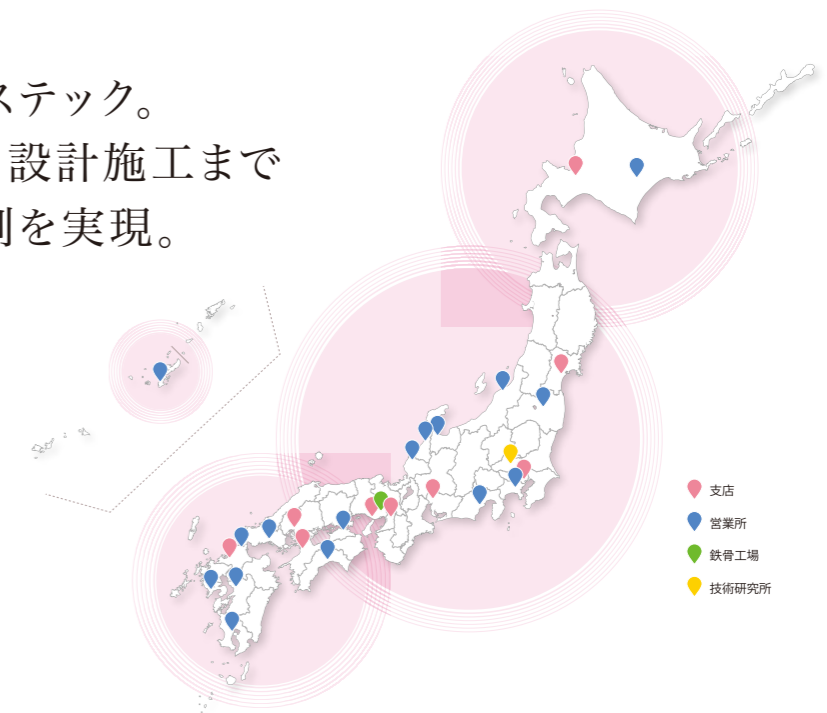 ステック。
設計施工まで
を実現。
支店
営業所
鉄骨工場
技術研究所